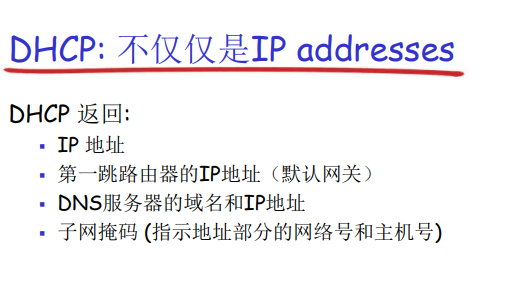 DHCP: 不仅仅是IP addresses
DHCP 返回:
▪ IP 地址
▪ 第一跳路由器的IP地址（默认网关）
▪ DNS服务器的域名和IP地址
▪ 子网掩码 (指示地址部分的网络号和主机号)